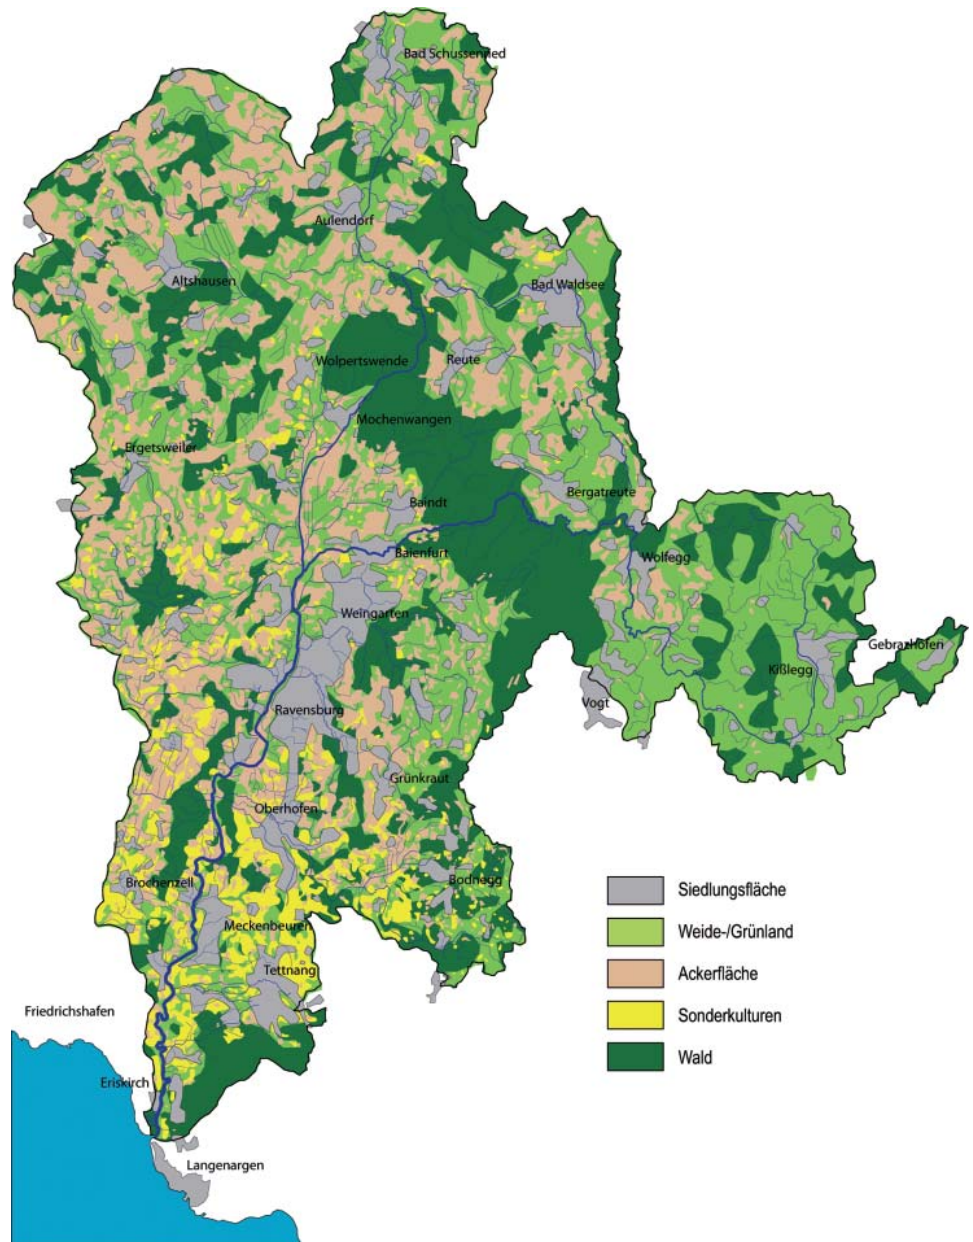 Bad Schussenried
Aulendorf
Altshausen
Bad Waldsee
Wolpertswende
Reute
Mochenwangen
Ergetsweiler
Bergatreute
Baindt
Baienfurt
Wolfegg
Weingarten
Gebrazhofen
Kißlegg
Vogt
Ravensburg
Grünkraut
Oberhofen
Brochenzell
Bodnegg
Meckenbeuren
Tettnang
Friedrichshafen
Eriskirch
Langenargen
Siedlungsfläche
Weide-/Grünland
Ackerfläche
Sonderkulturen
Wald